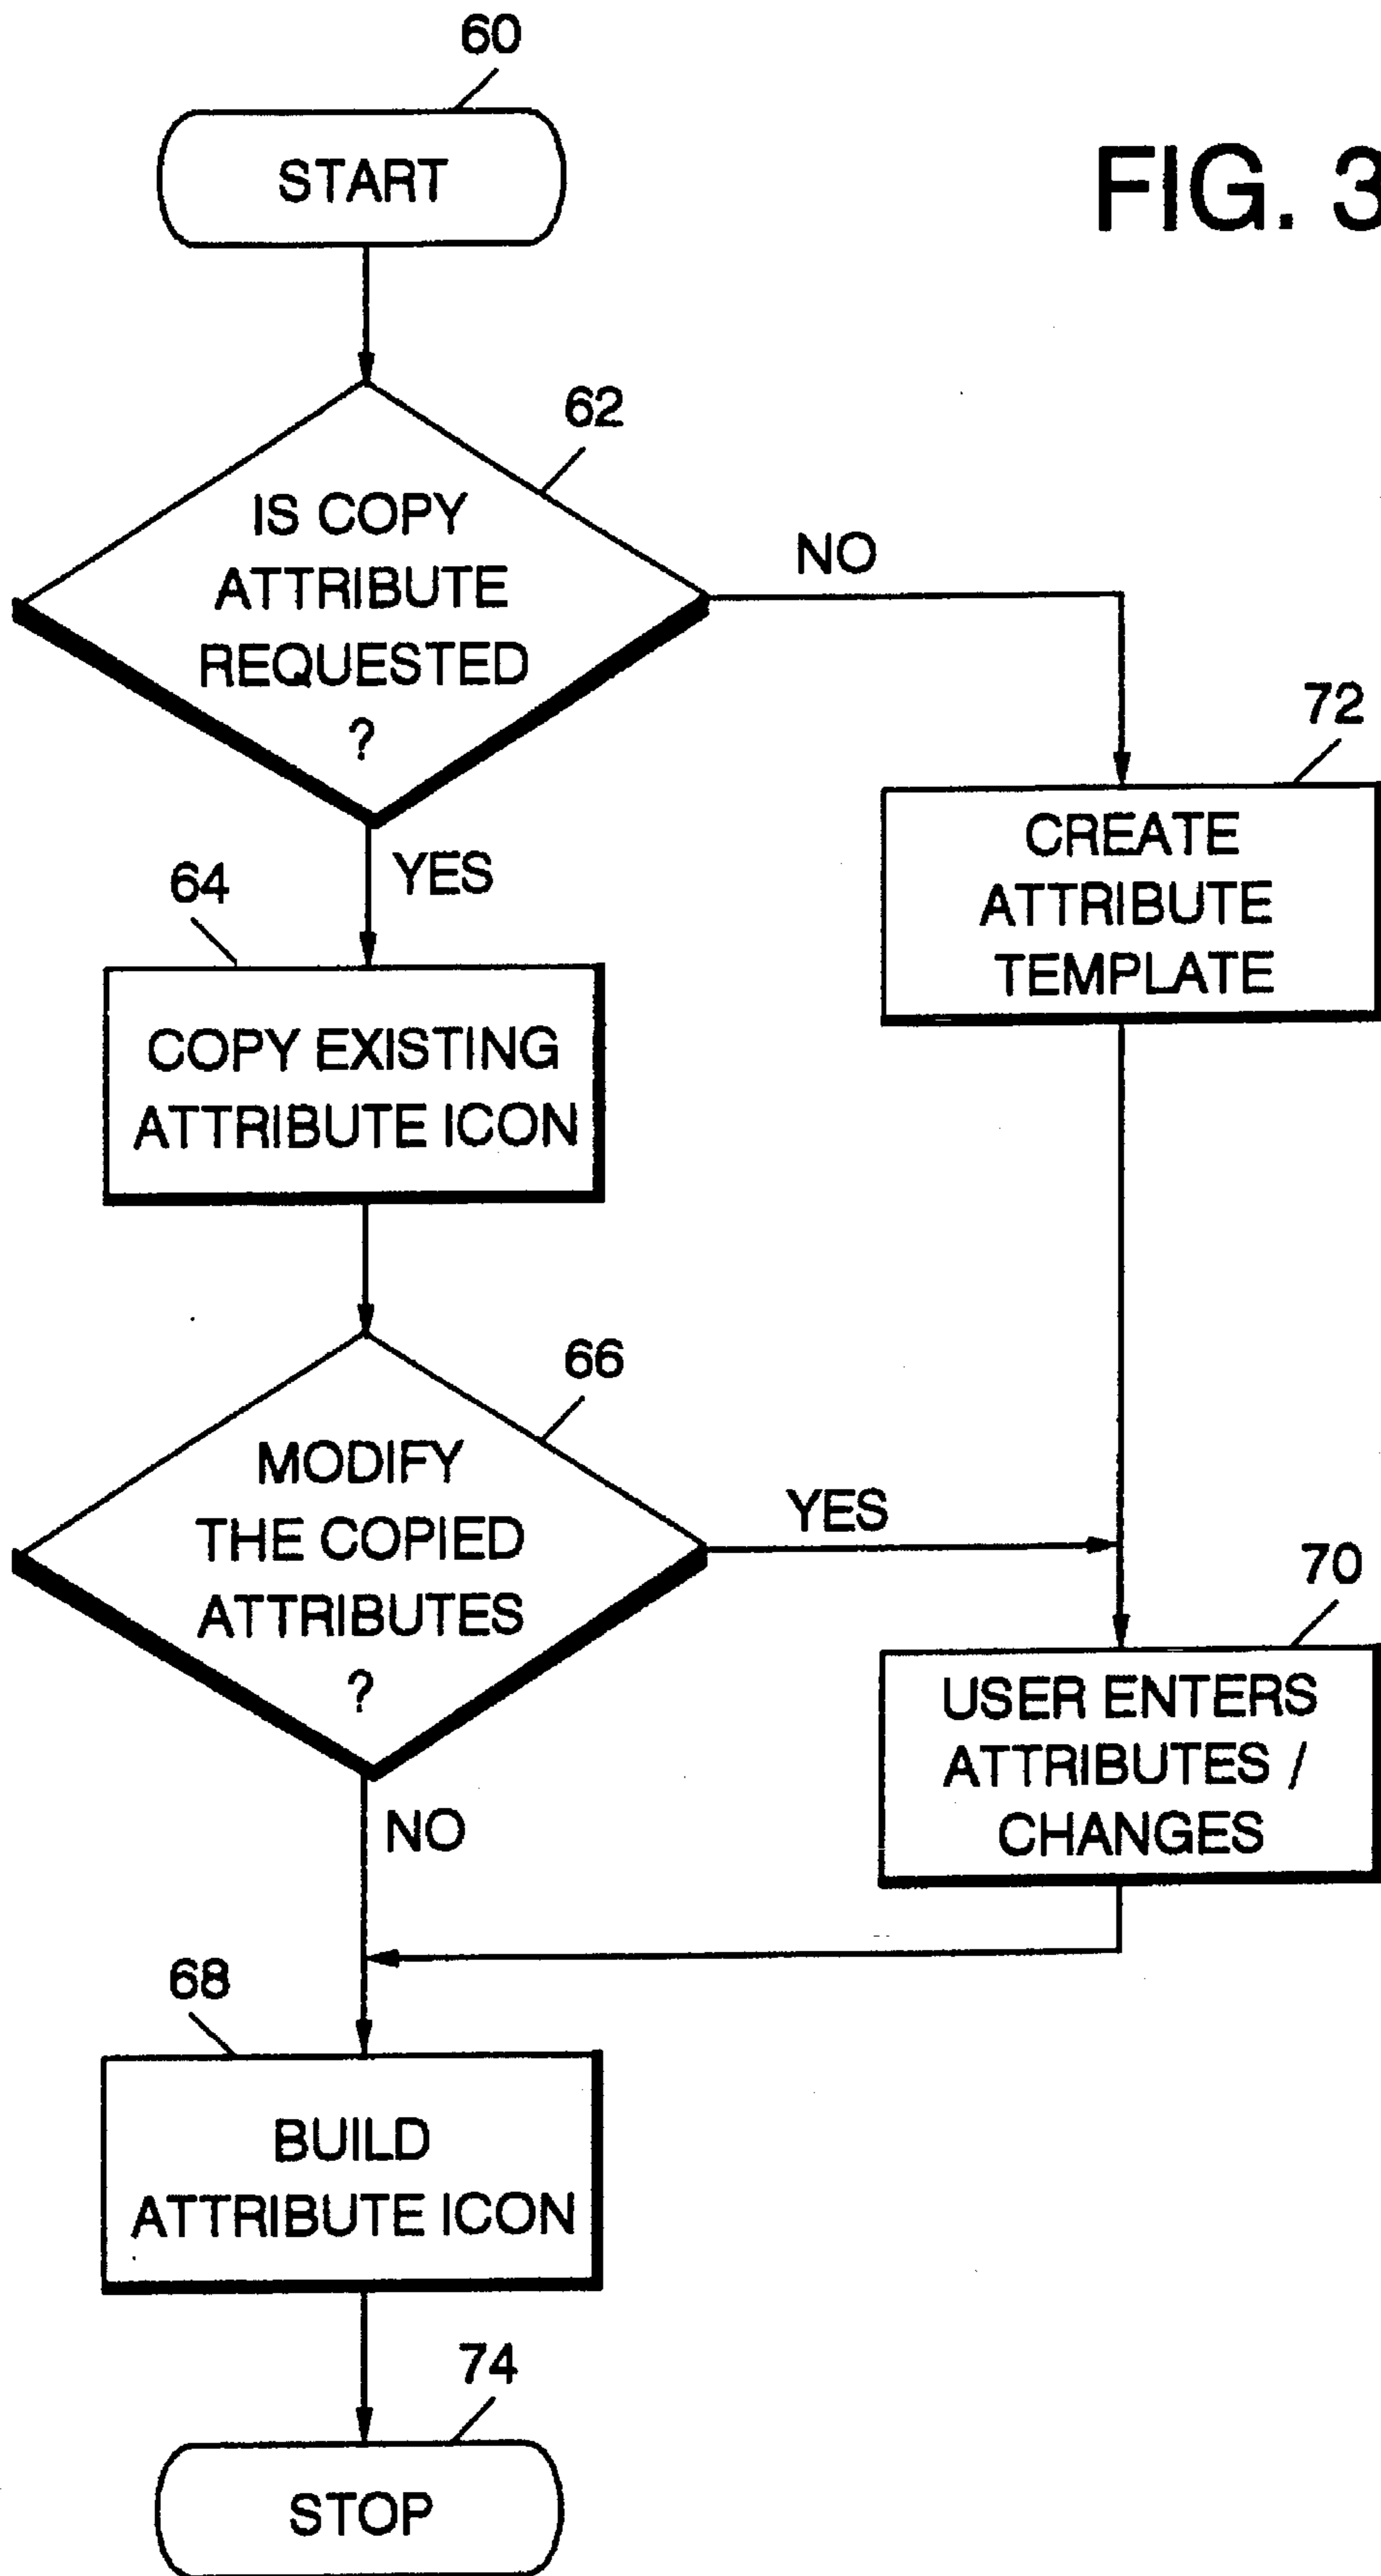 60
START
FIG. 3
62
IS COPY
ATTRIBUTE
REQUESTED
?
NO
YES
72
CREATE
ATTRIBUTE
TEMPLATE
64
COPY EXISTING
ATTRIBUTE ICON
66
MODIFY
THE COPIED
ATTRIBUTES
?
YES
NO
70
USER ENTERS
ATTRIBUTES /
CHANGES
68
BUILD
ATTRIBUTE ICON
74
STOP